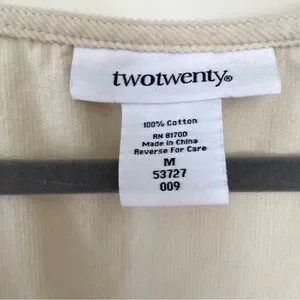 twotwenty®
100% Cotton
RN 81700
Made in China
Reverse For Care
M
53727
009